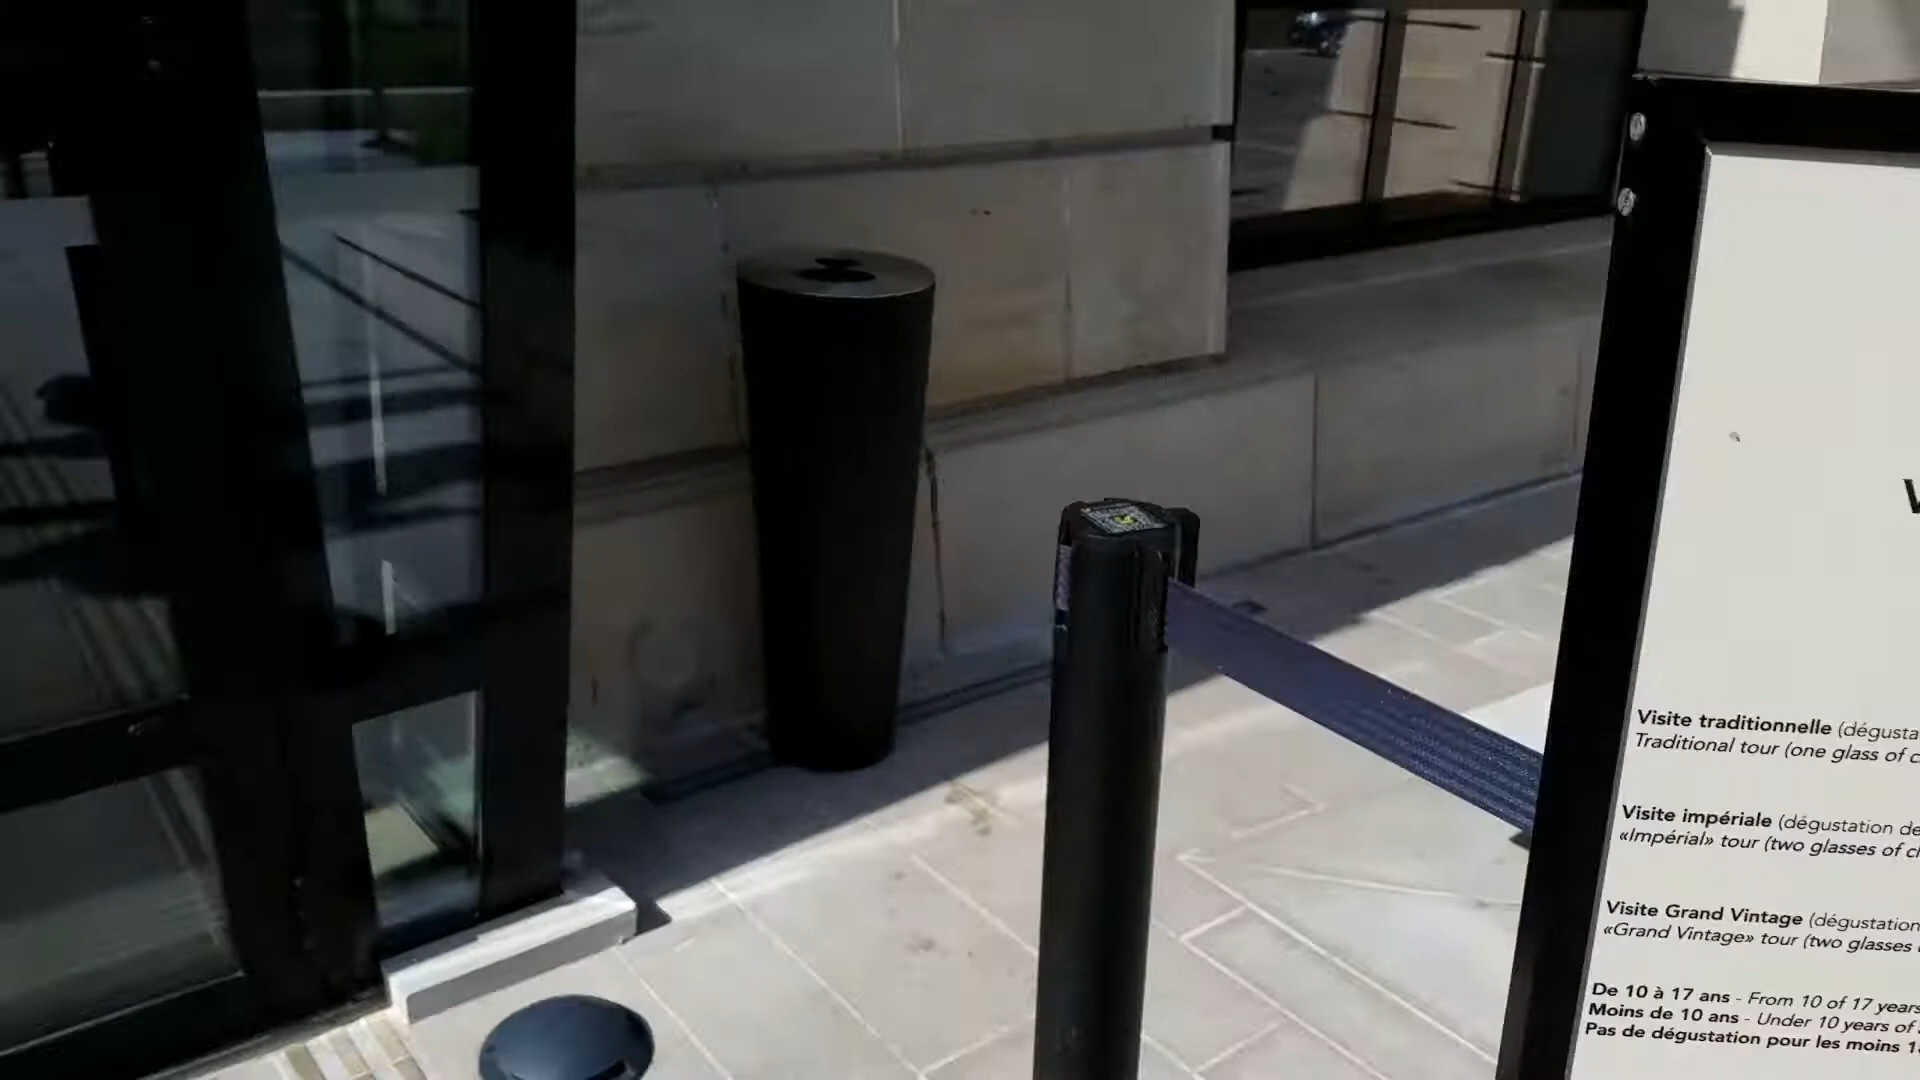 Visite traditionnelle
Traditional tour (one glass of
Visite impériale (dégustation de
«Impérial» tour (two glasses of
Visite Grand Vintage (dégustation
«Grand Vintage» tour (two glasses
De 10 à 17 ans - From 10 of 17 years
Moins de 10 ans - Under 10 years of
Pas de dégustation pour les moins